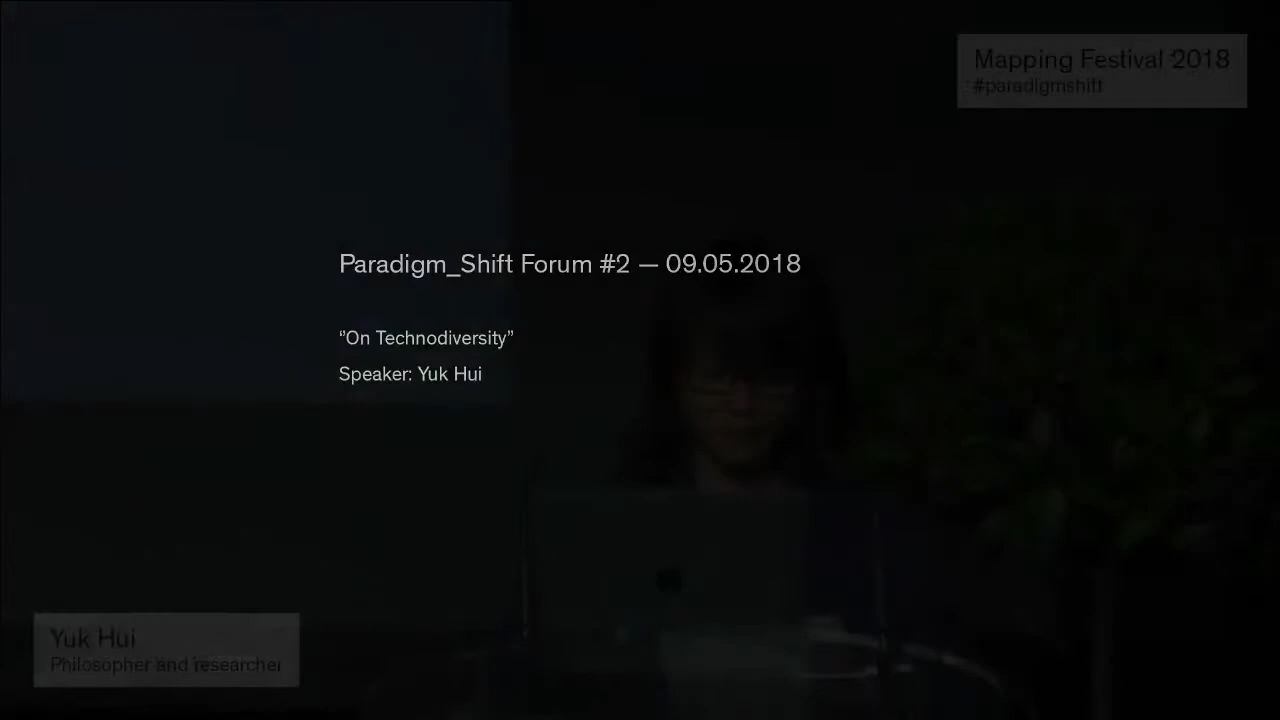 Mapping Festival 2018
#paradigmshift
Paradigm_Shift Forum #2 — 09.05.2018
"On Technodiversity"
Speaker: Yuk Hui
Yuk Hui
Philosopher and researcher